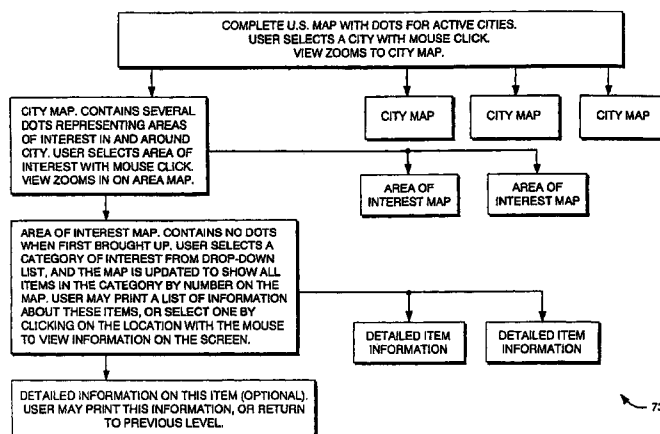 COMPLETE U.S. MAP WITH DOTS FOR ACTIVE CITIES.
USER SELECTS A CITY WITH MOUSE CLICK.
VIEW ZOOMS TO CITY MAP.
CITY MAP. CONTAINS SEVERAL
DOTS REPRESENTING AREAS
OF INTEREST IN AND AROUND
CITY. USER SELECTS AREA OF
INTEREST WITH MOUSE CLICK.
VIEW ZOOMS IN ON AREA MAP.
CITY MAP
CITY MAP
CITY MAP
AREA OF
INTEREST MAP
AREA OF
INTEREST MAP
AREA OF INTEREST MAP. CONTAINS NO DOTS
WHEN FIRST BROUGHT UP. USER SELECTS A
CATEGORY OF INTEREST FROM DROP-DOWN
LIST, AND THE MAP IS UPDATED TO SHOW ALL
ITEMS IN THE CATEGORY BY NUMBER ON THE
MAP. USER MAY PRINT A LIST OF INFORMATION
ABOUT THESE ITEMS, OR SELECT ONE BY
CLICKING ON THE LOCATION WITH THE MOUSE
TO VIEW INFORMATION ON THE SCREEN.
DETAILED ITEM
INFORMATION
DETAILED ITEM
INFORMATION
DETAILED INFORMATION ON THIS ITEM (OPTIONAL).
USER MAY PRINT THIS INFORMATION, OR RETURN
TO PREVIOUS LEVEL.